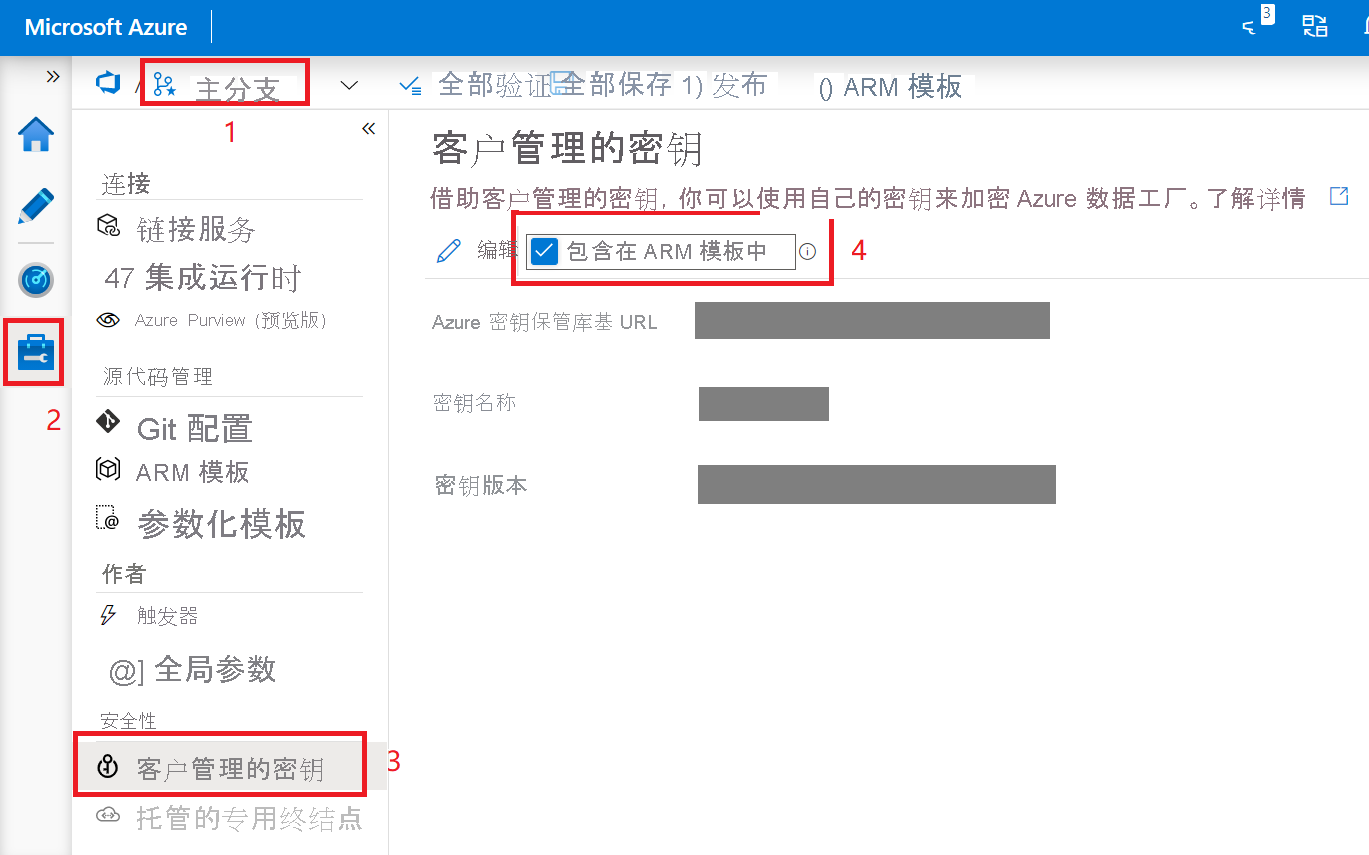 Microsoft Azure
3
主分支
全部验证 全部保存 1) 发布
() ARM 模板
1
连接
链接服务
47 集成运行时
Azure Purview (预览版)
源代码管理
Git 配置
ARM 模板
参数化模板
作者
触发器
@] 全局参数
安全性
客户管理的密钥
托管的专用终结点
2
3
客户管理的密钥
借助客户管理的密钥, 你可以使用自己的密钥来加密 Azure 数据工厂。了解详情
编辑
包含在 ARM 模板中
4
Azure 密钥保管库基 URL
密钥名称
密钥版本